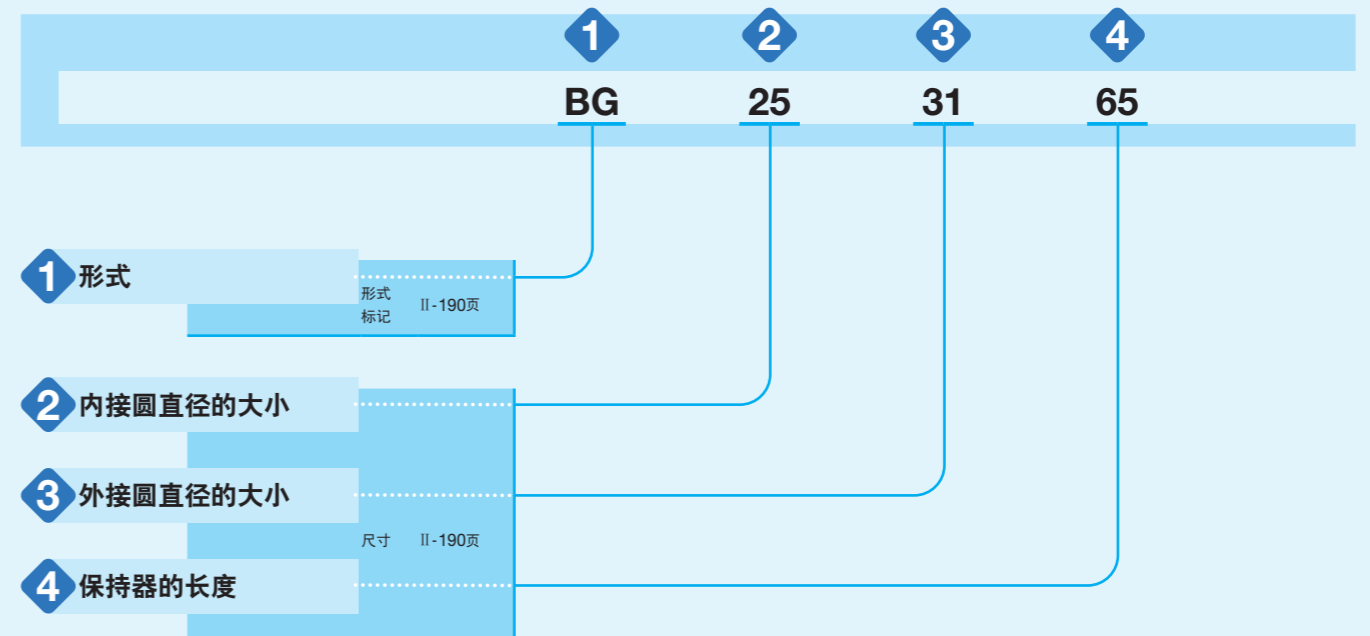 1 2 3 4
BG 25 31 65
1 形式
形式
标记 Ⅱ-190页
2 内接圆直径的大小
3 外接圆直径的大小
尺寸 Ⅱ-190页
4 保持器的长度